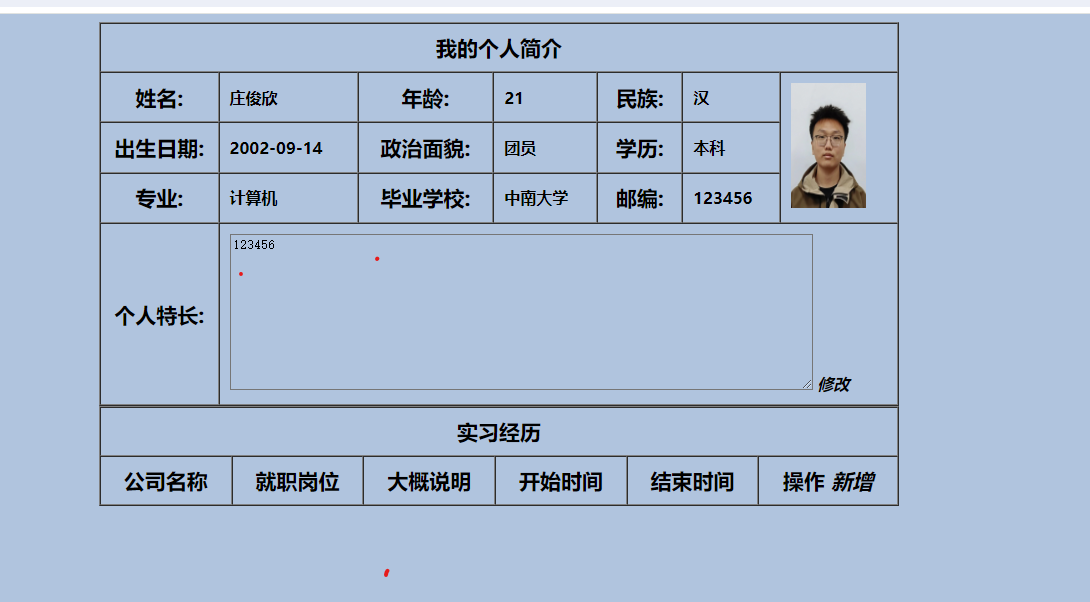 我的个人简介
姓名: 庄俊欣 年龄: 21 民族: 汉
出生日期: 2002-09-14 政治面貌: 团员 学历: 本科
专业: 计算机 毕业学校: 中南大学 邮编: 123456
个人特长: 123456 修改
实习经历
公司名称 就职岗位 大概说明 开始时间 结束时间 操作 新增